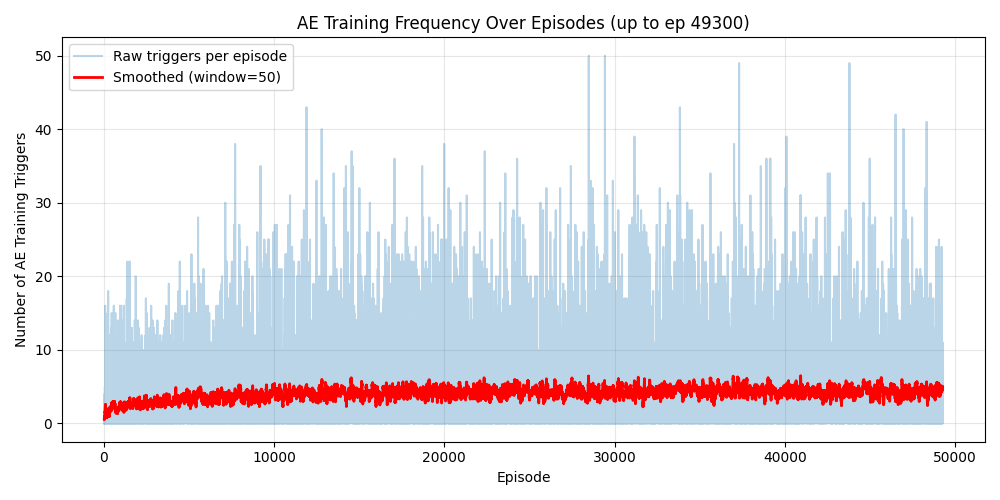 AE Training Frequency Over Episodes (up to ep 49300)
Raw triggers per episode
Smoothed (window=50)
Number of AE Training Triggers
50
40
30
20
10
0
0 10000 20000 30000 40000 50000
Episode